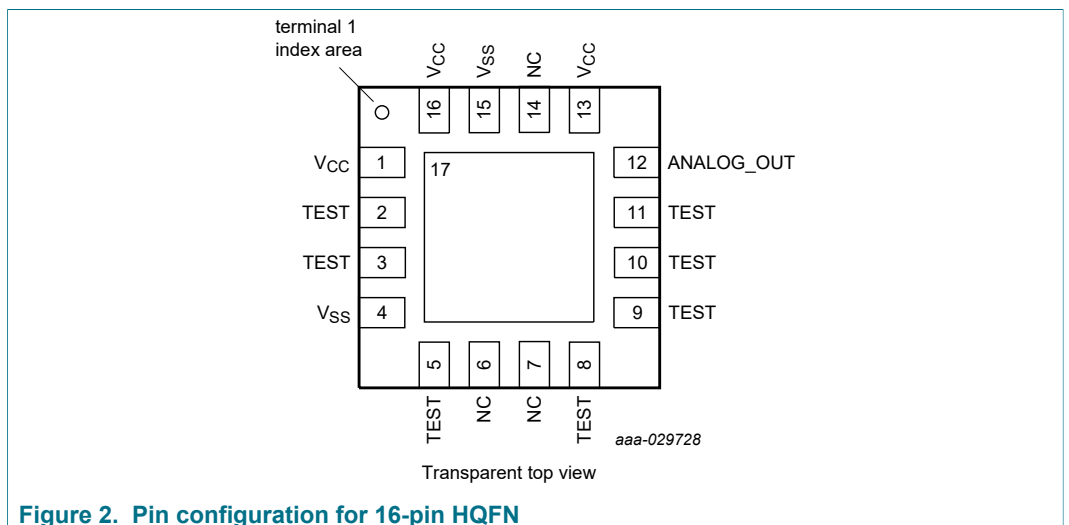 terminal 1
index area
VCC
VSS
NC
VCC
16
15
14
13
VCC
1
17
12
ANALOG_OUT
TEST
2
11
TEST
TEST
3
10
TEST
VSS
4
9
TEST
5
6
7
8
TEST
NC
NC
TEST
aaa-029728
Transparent top view
Figure 2. Pin configuration for 16-pin HQFN